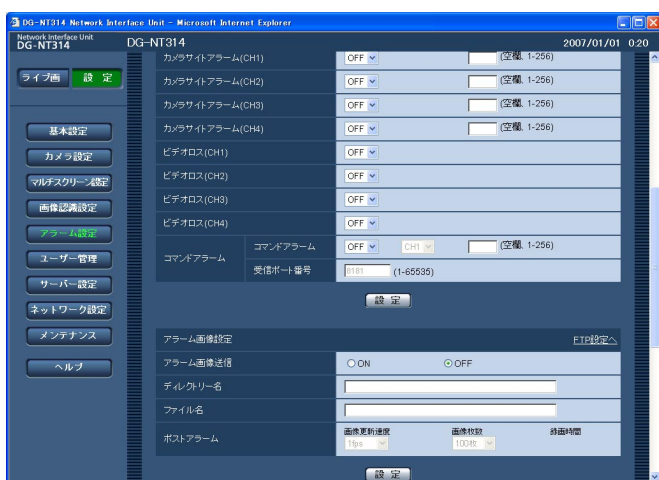 DG-NT314 Network Interface Unit - Microsoft Internet Explorer
Network Interface Unit
DG-NT314
DG-NT314
2007/01/01 0:20
ライブ画 設 定
基本設定
カメラ設定
マルチスクリーン設定
画像認識設定
アラーム設定
ユーザー管理
サーバー設定
ネットワーク設定
メンテナンス
ヘルプ
カメラサイトアラーム(CH1) OFF (空欄, 1-256)
カメラサイトアラーム(CH2) OFF (空欄, 1-256)
カメラサイトアラーム(CH3) OFF (空欄, 1-256)
カメラサイトアラーム(CH4) OFF (空欄, 1-256)
ビデオロス(CH1) OFF
ビデオロス(CH2) OFF
ビデオロス(CH3) OFF
ビデオロス(CH4) OFF
コマンドアラーム コマンドアラーム OFF CH1 (空欄, 1-256)
受信ポート番号 8181 (1-65535)
設 定
アラーム画像設定 FTP設定へ
アラーム画像送信 ON OFF
ディレクトリー名
ファイル名
ポストアラーム 画像更新速度 画像枚数 録画時間
1fps 100枚
設 定